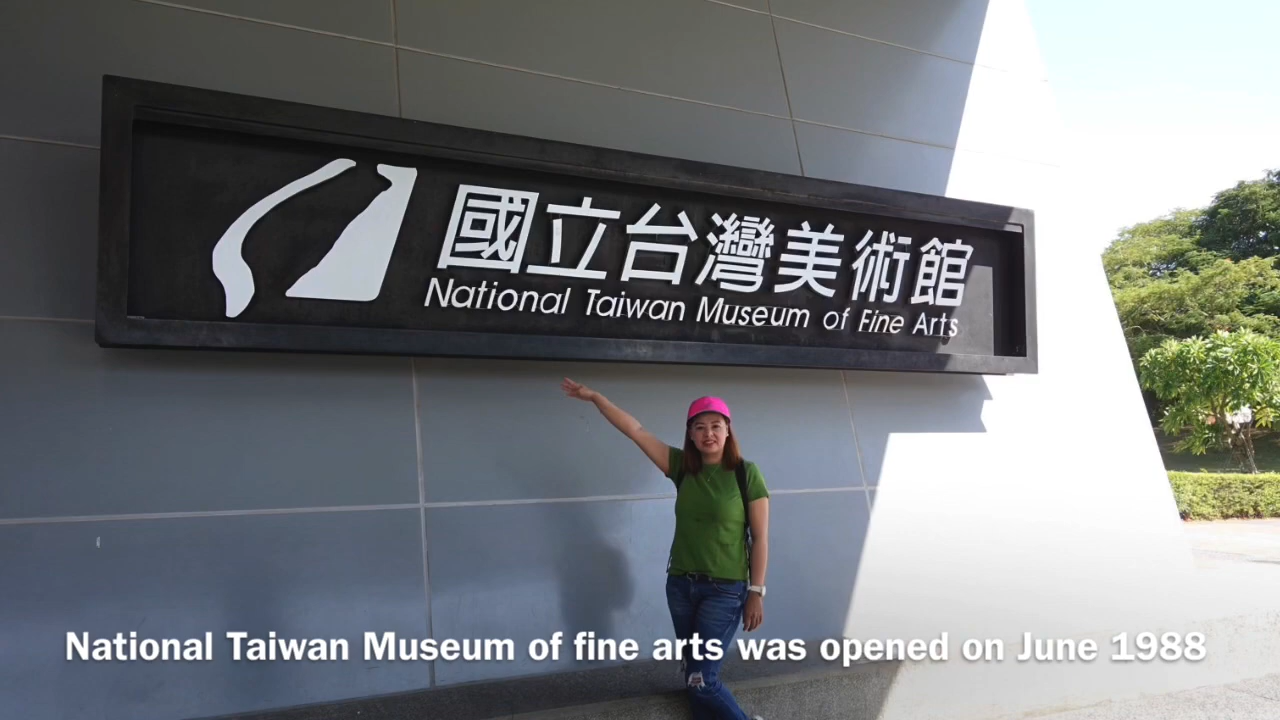 國立台灣美術館
National Taiwan Museum of Fine Arts
National Taiwan Museum of fine arts was opened on June 1988